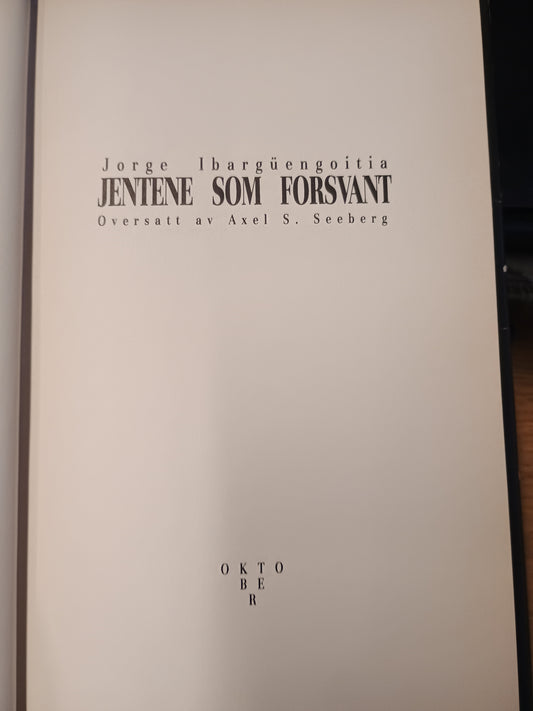 Jorge Ibargüengoitia
JENTENE SOM FORSVANT
Oversatt av Axel S. Seeberg
OKTO
BE
R